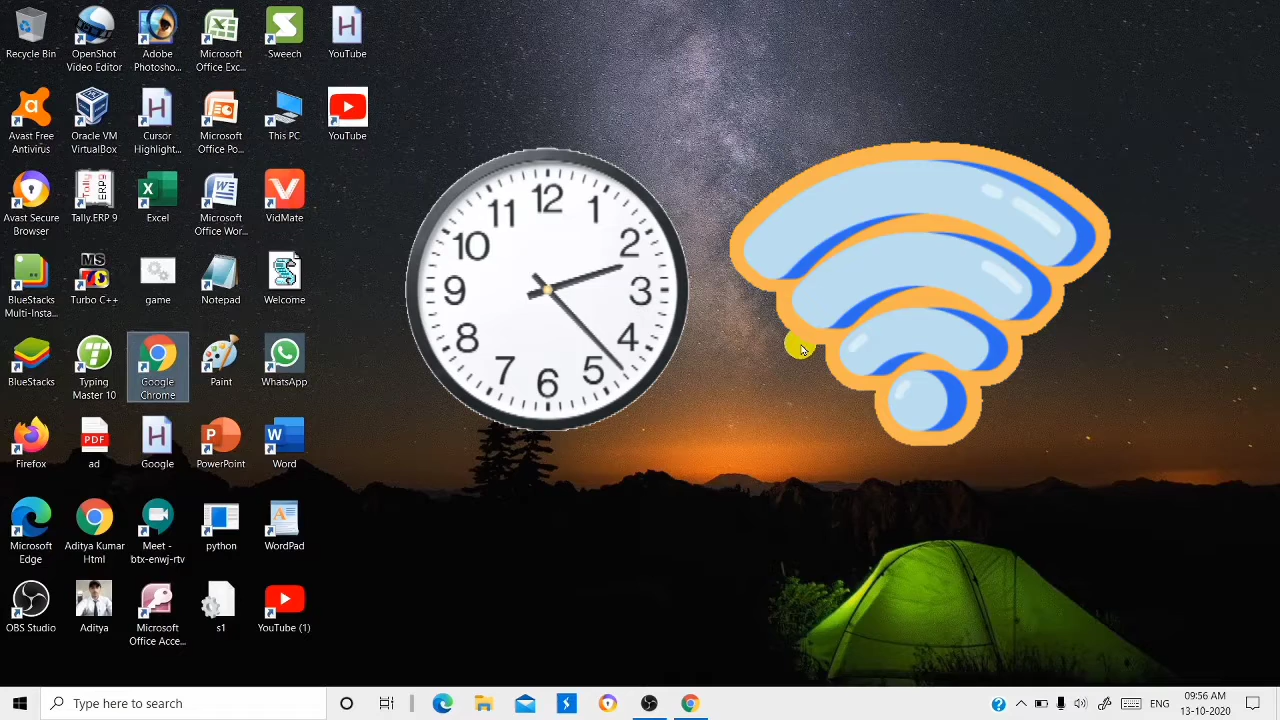 Recycle Bin
OpenShot
Video Editor
Adobe
Photosho...
Microsoft
Office Exc...
Sweech
YouTube
Avast Free
Antivirus
Oracle VM
VirtualBox
Cursor
Highlight...
Microsoft
Office Po...
This PC
YouTube
Avast Secure
Browser
Tally.ERP 9
Excel
Microsoft
Office Wor...
VidMate
BlueStacks
Multi-Insta...
Turbo C++
game
Notepad
Welcome
BlueStacks
Typing
Master 10
Google
Chrome
Paint
WhatsApp
Firefox
ad
Google
PowerPoint
Word
Microsoft
Edge
Aditya Kumar
Html
Meet -
btx-enwj-rtv
python
WordPad
OBS Studio
Aditya
Microsoft
Office Acce...
s1
YouTube (1)
12
1
2
3
4
5
6
7
8
9
10
11
Type here to search
ENG
09:56 AM
13-10-2020